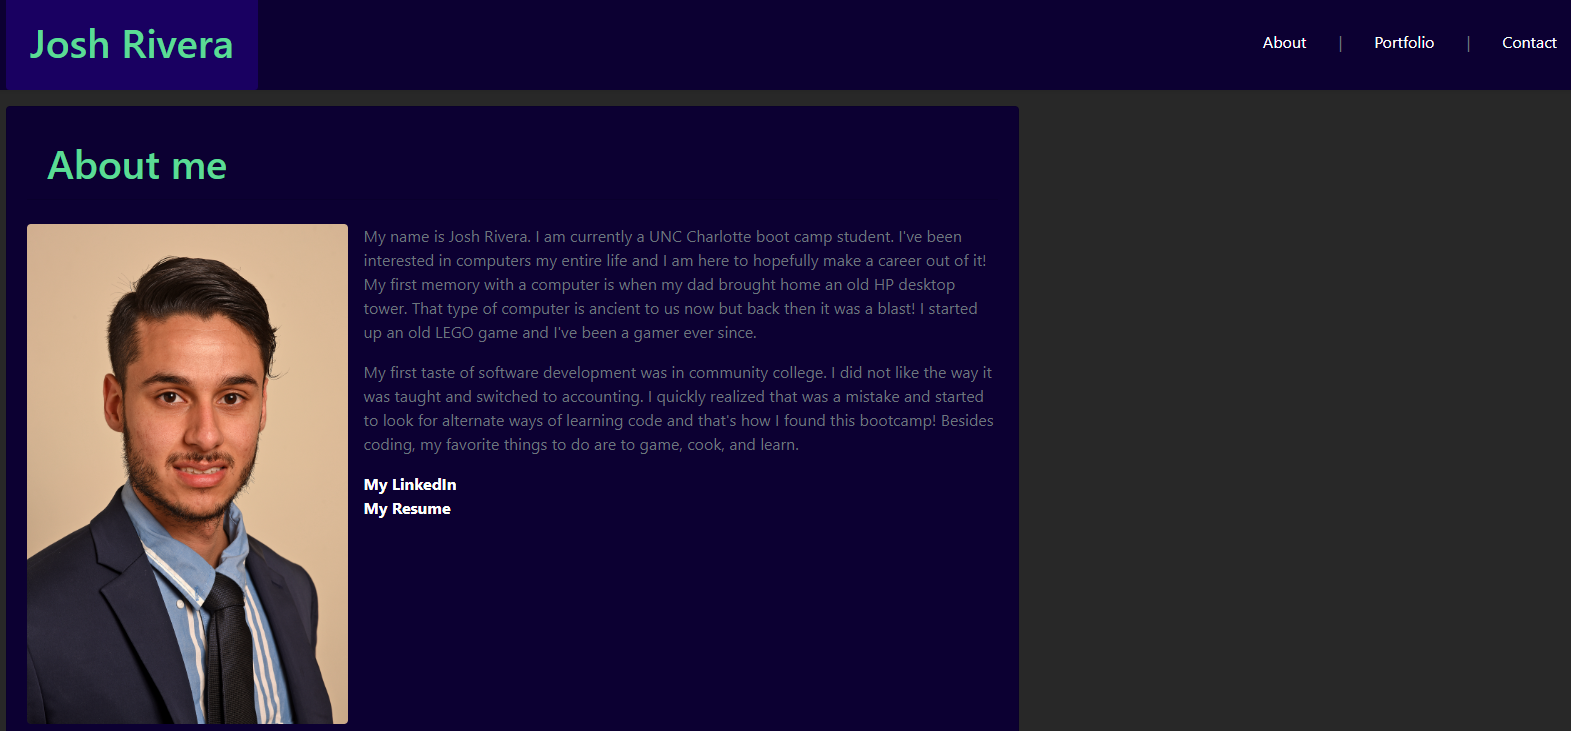 Josh Rivera
About | Portfolio | Contact
About me
My name is Josh Rivera. I am currently a UNC Charlotte boot camp student. I've been
interested in computers my entire life and I am here to hopefully make a career out of it!
My first memory with a computer is when my dad brought home an old HP desktop
tower. That type of computer is ancient to us now but back then it was a blast! I started
up an old LEGO game and I've been a gamer ever since.
My first taste of software development was in community college. I did not like the way it
was taught and switched to accounting. I quickly realized that was a mistake and started
to look for alternate ways of learning code and that's how I found this bootcamp! Besides
coding, my favorite things to do are to game, cook, and learn.
My LinkedIn
My Resume